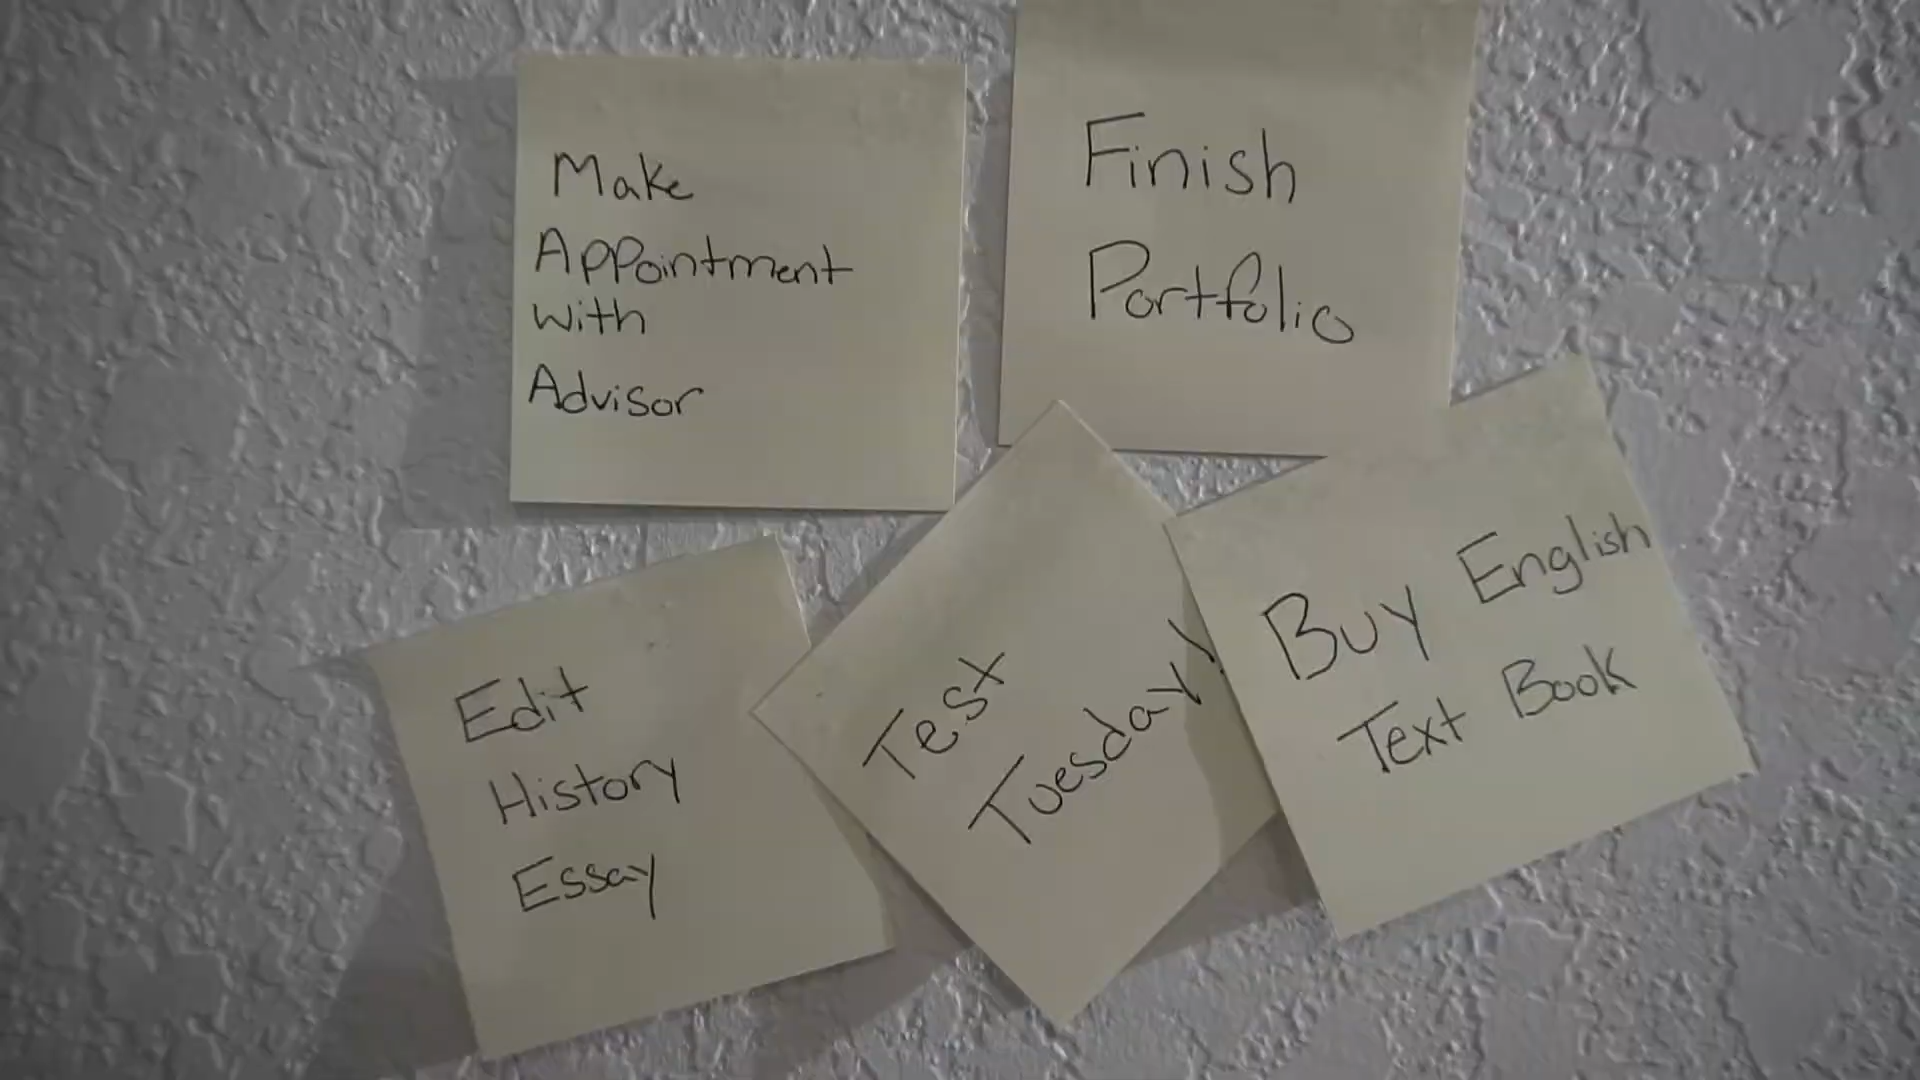 Make
Appointment
With
Advisor
Finish
Portfolio
Edit
History
Essay
Test
Tuesday!
Buy English
Text Book